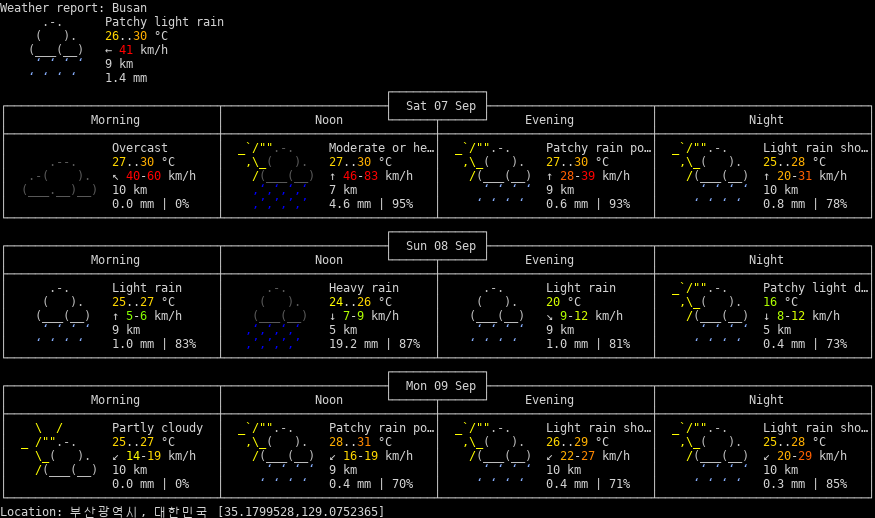 Weather report: Busan
Patchy light rain
26..30 °C
← 41 km/h
9 km
1.4 mm
Sat 07 Sep
Morning Noon Evening Night
Overcast Moderate or he… Patchy rain po… Light rain sho…
27..30 °C 27..30 °C 27..30 °C 25..28 °C
↖ 40-60 km/h ↑ 46-83 km/h ↑ 28-39 km/h ↑ 20-31 km/h
10 km 7 km 9 km 10 km
0.0 mm | 0% 4.6 mm | 95% 0.6 mm | 93% 0.8 mm | 78%
Sun 08 Sep
Morning Noon Evening Night
Light rain Heavy rain Light rain Patchy light d…
25..27 °C 24..26 °C 20 °C 16 °C
↑ 5-6 km/h ↓ 7-9 km/h ↘ 9-12 km/h ↓ 8-12 km/h
9 km 5 km 9 km 5 km
1.0 mm | 83% 19.2 mm | 87% 1.0 mm | 81% 0.4 mm | 73%
Mon 09 Sep
Morning Noon Evening Night
Partly cloudy Patchy rain po… Light rain sho… Light rain sho…
25..27 °C 28..31 °C 26..29 °C 25..28 °C
↙ 14-19 km/h ↙ 16-19 km/h ↙ 22-27 km/h ↙ 20-29 km/h
10 km 9 km 10 km 10 km
0.0 mm | 0% 0.4 mm | 70% 0.4 mm | 71% 0.3 mm | 85%
Location: 부산광역시, 대한민국 [35.1799528,129.0752365]